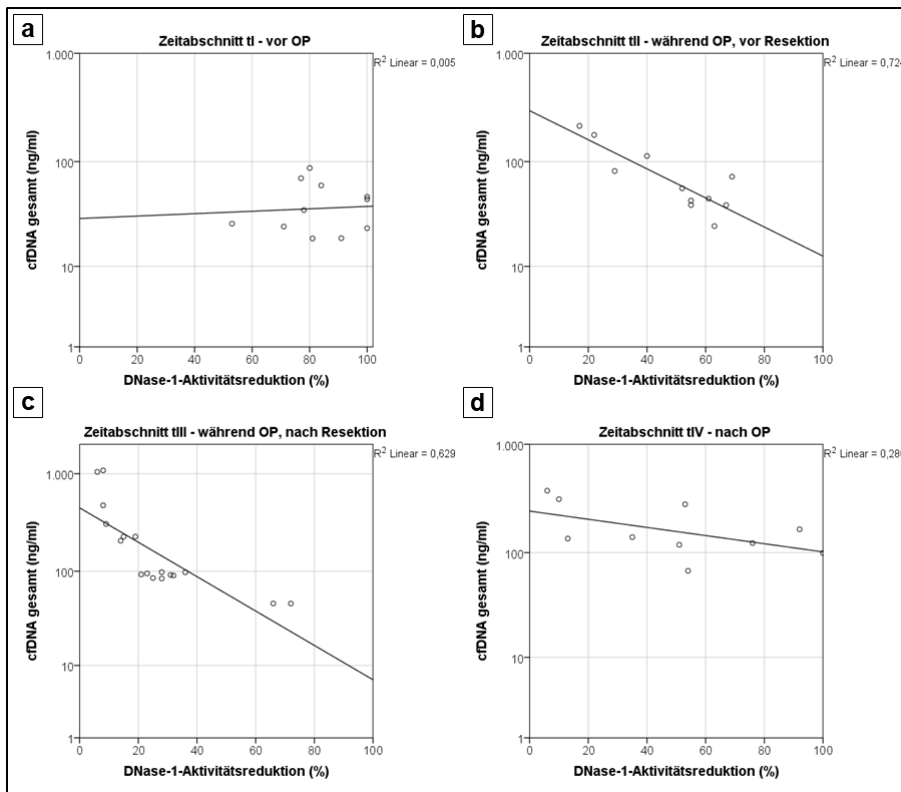 a
Zeitabschnitt tI - vor OP
R² Linear = 0,005
1.000
100
10
1
cfDNA gesamt (ng/ml)
0 20 40 60 80 100
DNase-1-Aktivitätsreduktion (%)
b
Zeitabschnitt tII - während OP, vor Resektion
R² Linear = 0,724
1.000
100
10
1
cfDNA gesamt (ng/ml)
0 20 40 60 80 100
DNase-1-Aktivitätsreduktion (%)
c
Zeitabschnitt tIII - während OP, nach Resektion
R² Linear = 0,629
1.000
100
10
1
cfDNA gesamt (ng/ml)
0 20 40 60 80 100
DNase-1-Aktivitätsreduktion (%)
d
Zeitabschnitt tIV - nach OP
R² Linear =
1.000
100
10
1
cfDNA gesamt (ng/ml)
0 20 40 60 80 100
DNase-1-Aktivitätsreduktion (%)